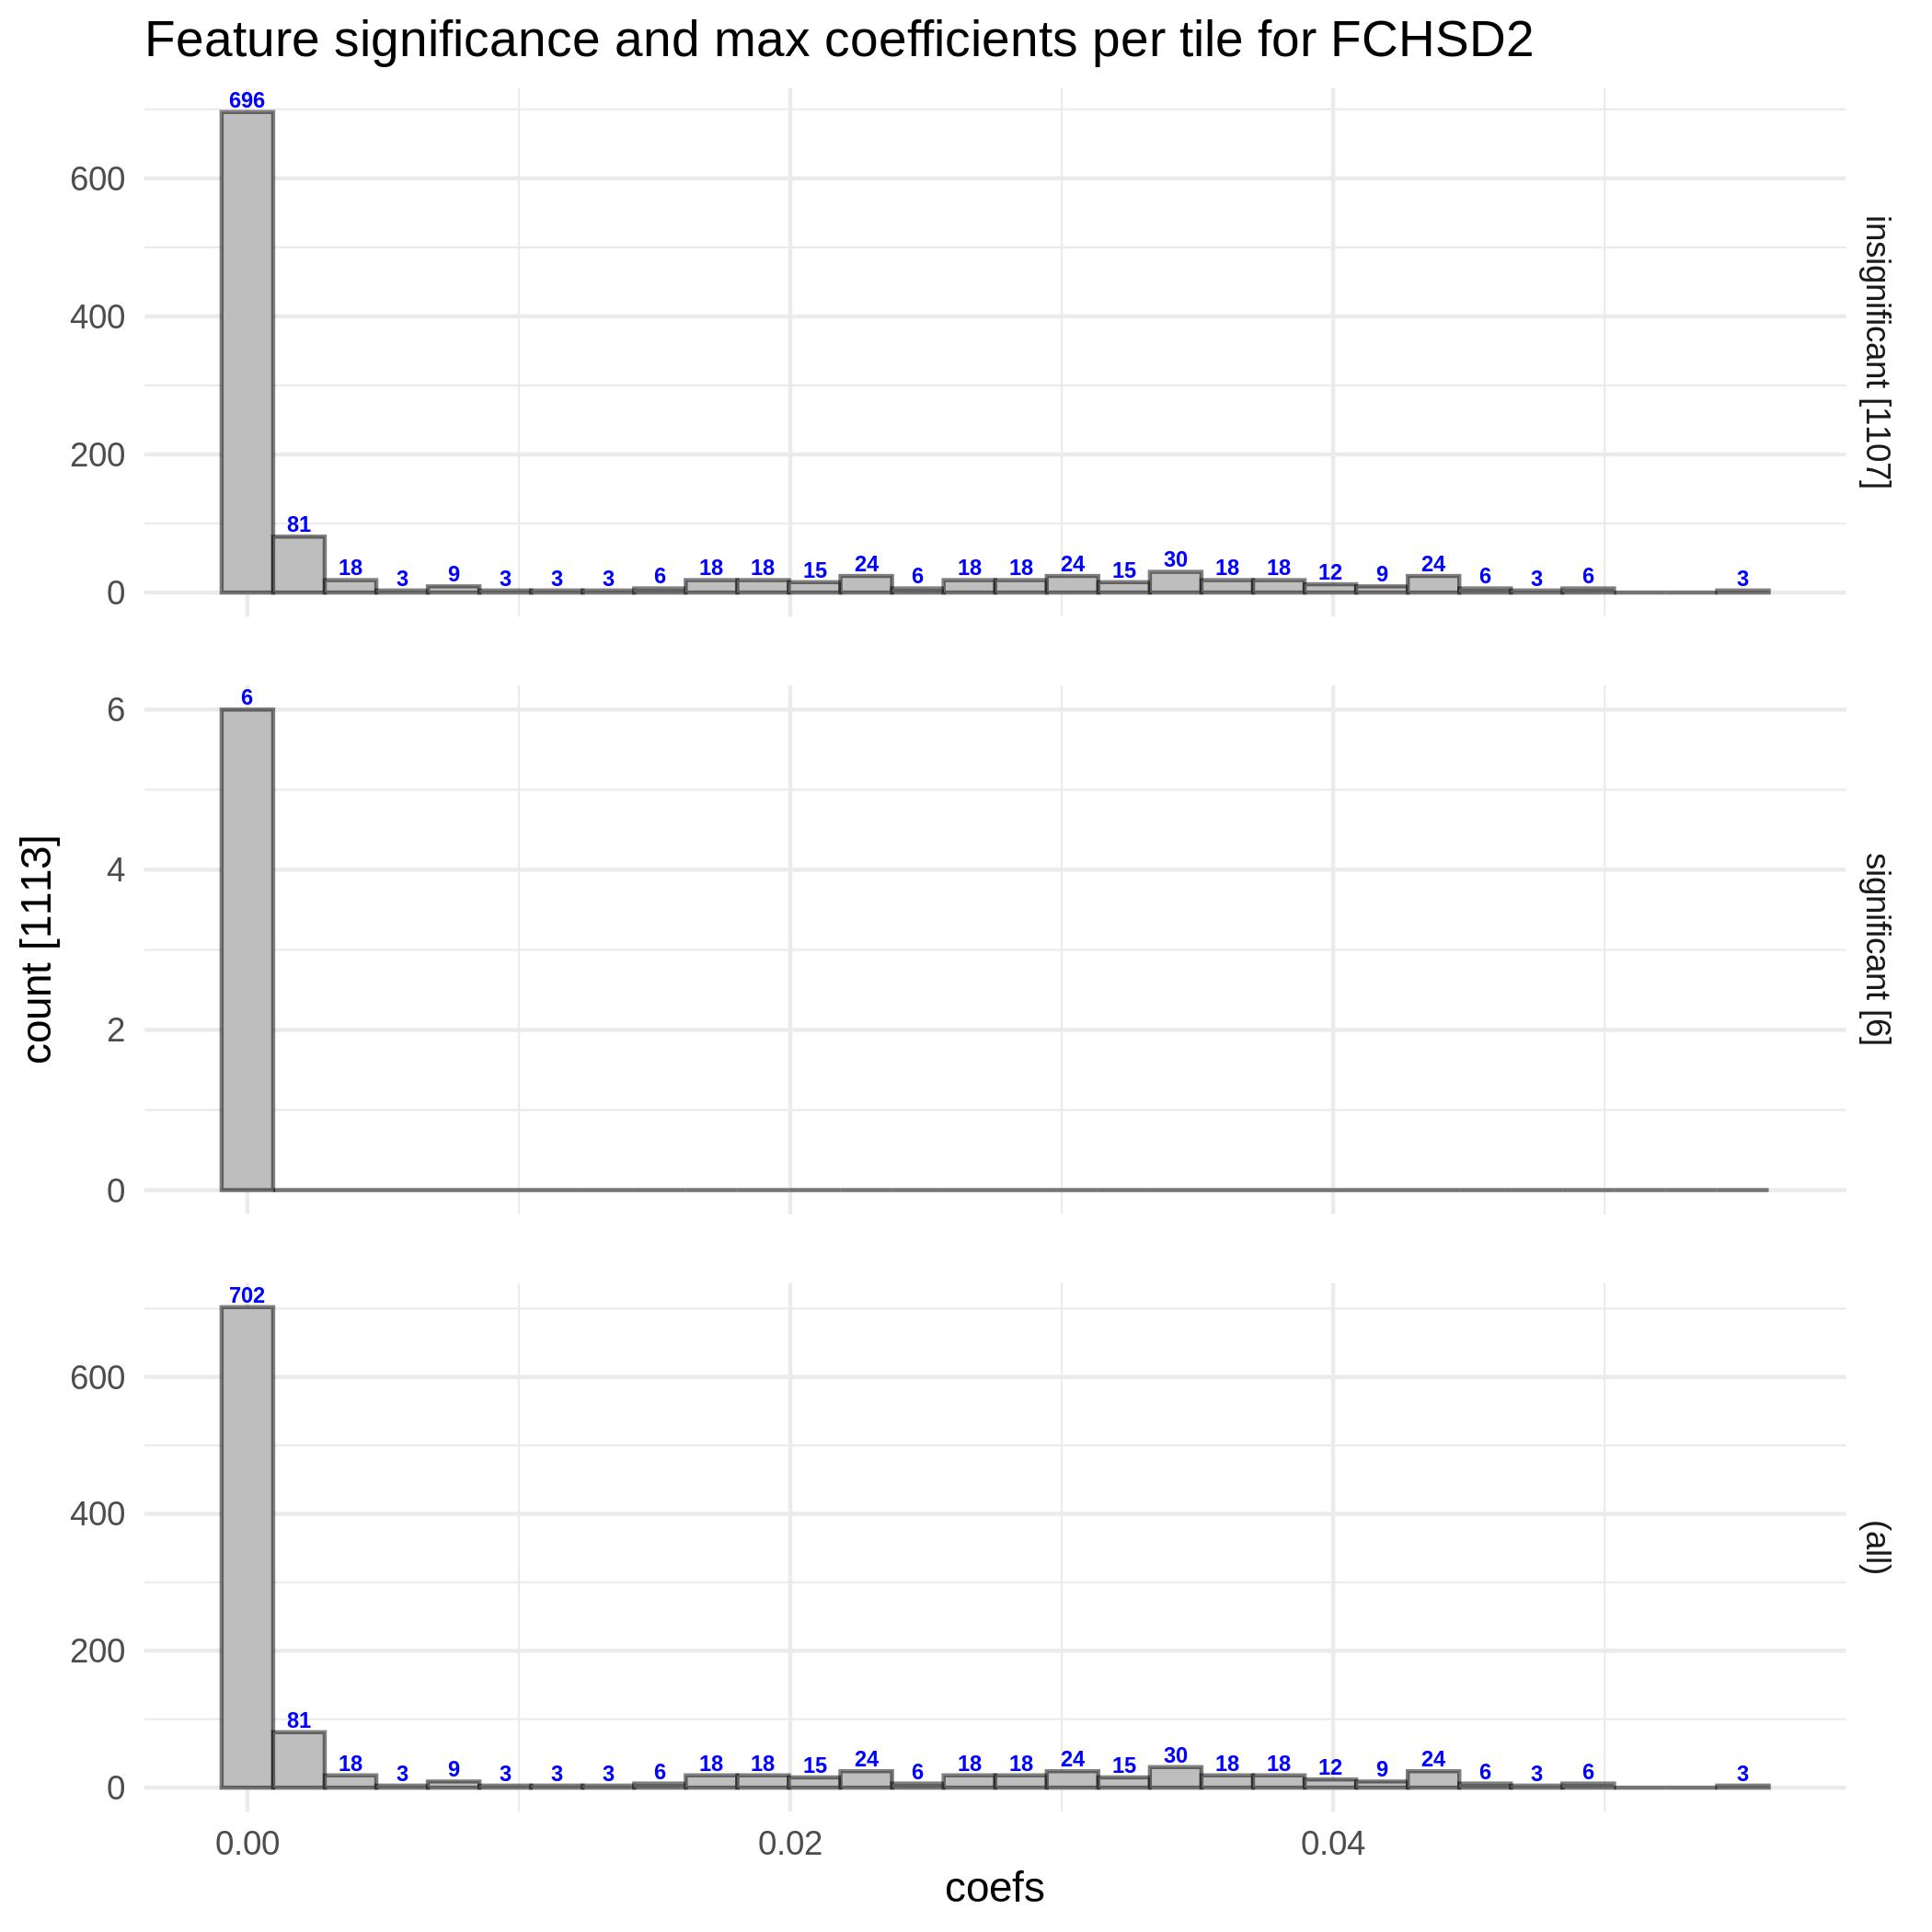 Feature significance and max coefficients per tile for FCHSD2
696
600
400
200
0
81 18 3 9 3 3 3 6 18 18 15 24 6 18 18 24 15 30 18 18 12 9 24 6 3 6 3
insignificant [1107]
6
6
4
2
0
significant [6]
count [1113]
702
600
400
200
0
81 18 3 9 3 3 3 6 18 18 15 24 6 18 18 24 15 30 18 18 12 9 24 6 3 6 3
(all)
0.00 0.02 0.04
coefs